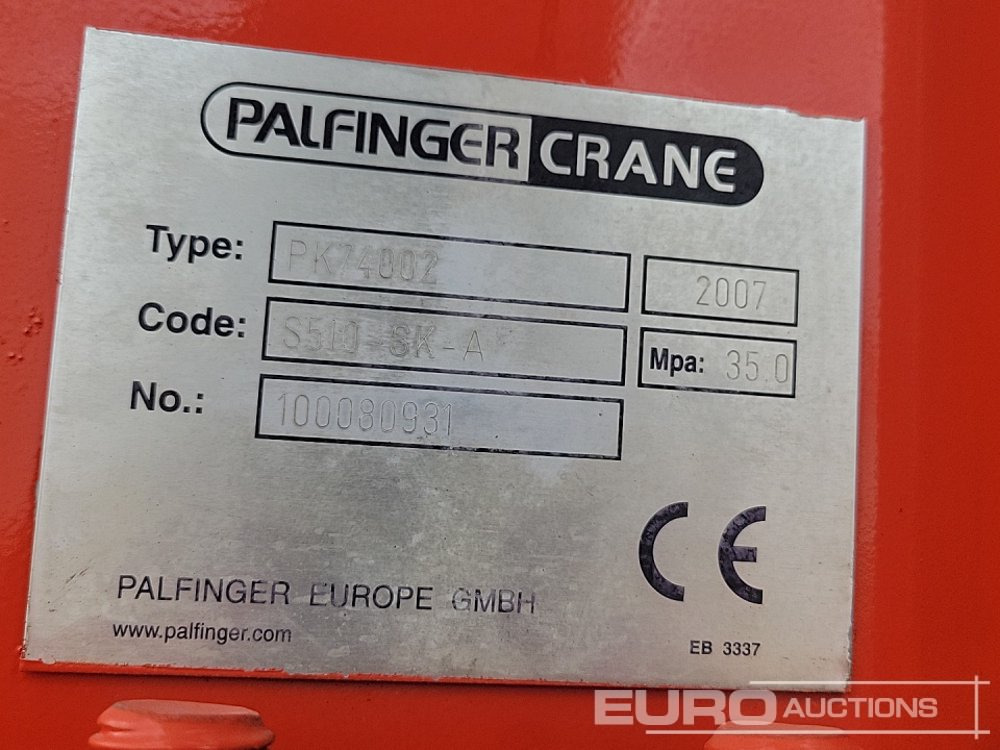 PALFINGER CRANE
Type: PK74002 2007
Code: S510-SK-A Mpa: 35.0
No.: 100080931
CE
PALFINGER EUROPE GMBH
www.palfinger.com
EB 3337
EURO AUCTIONS